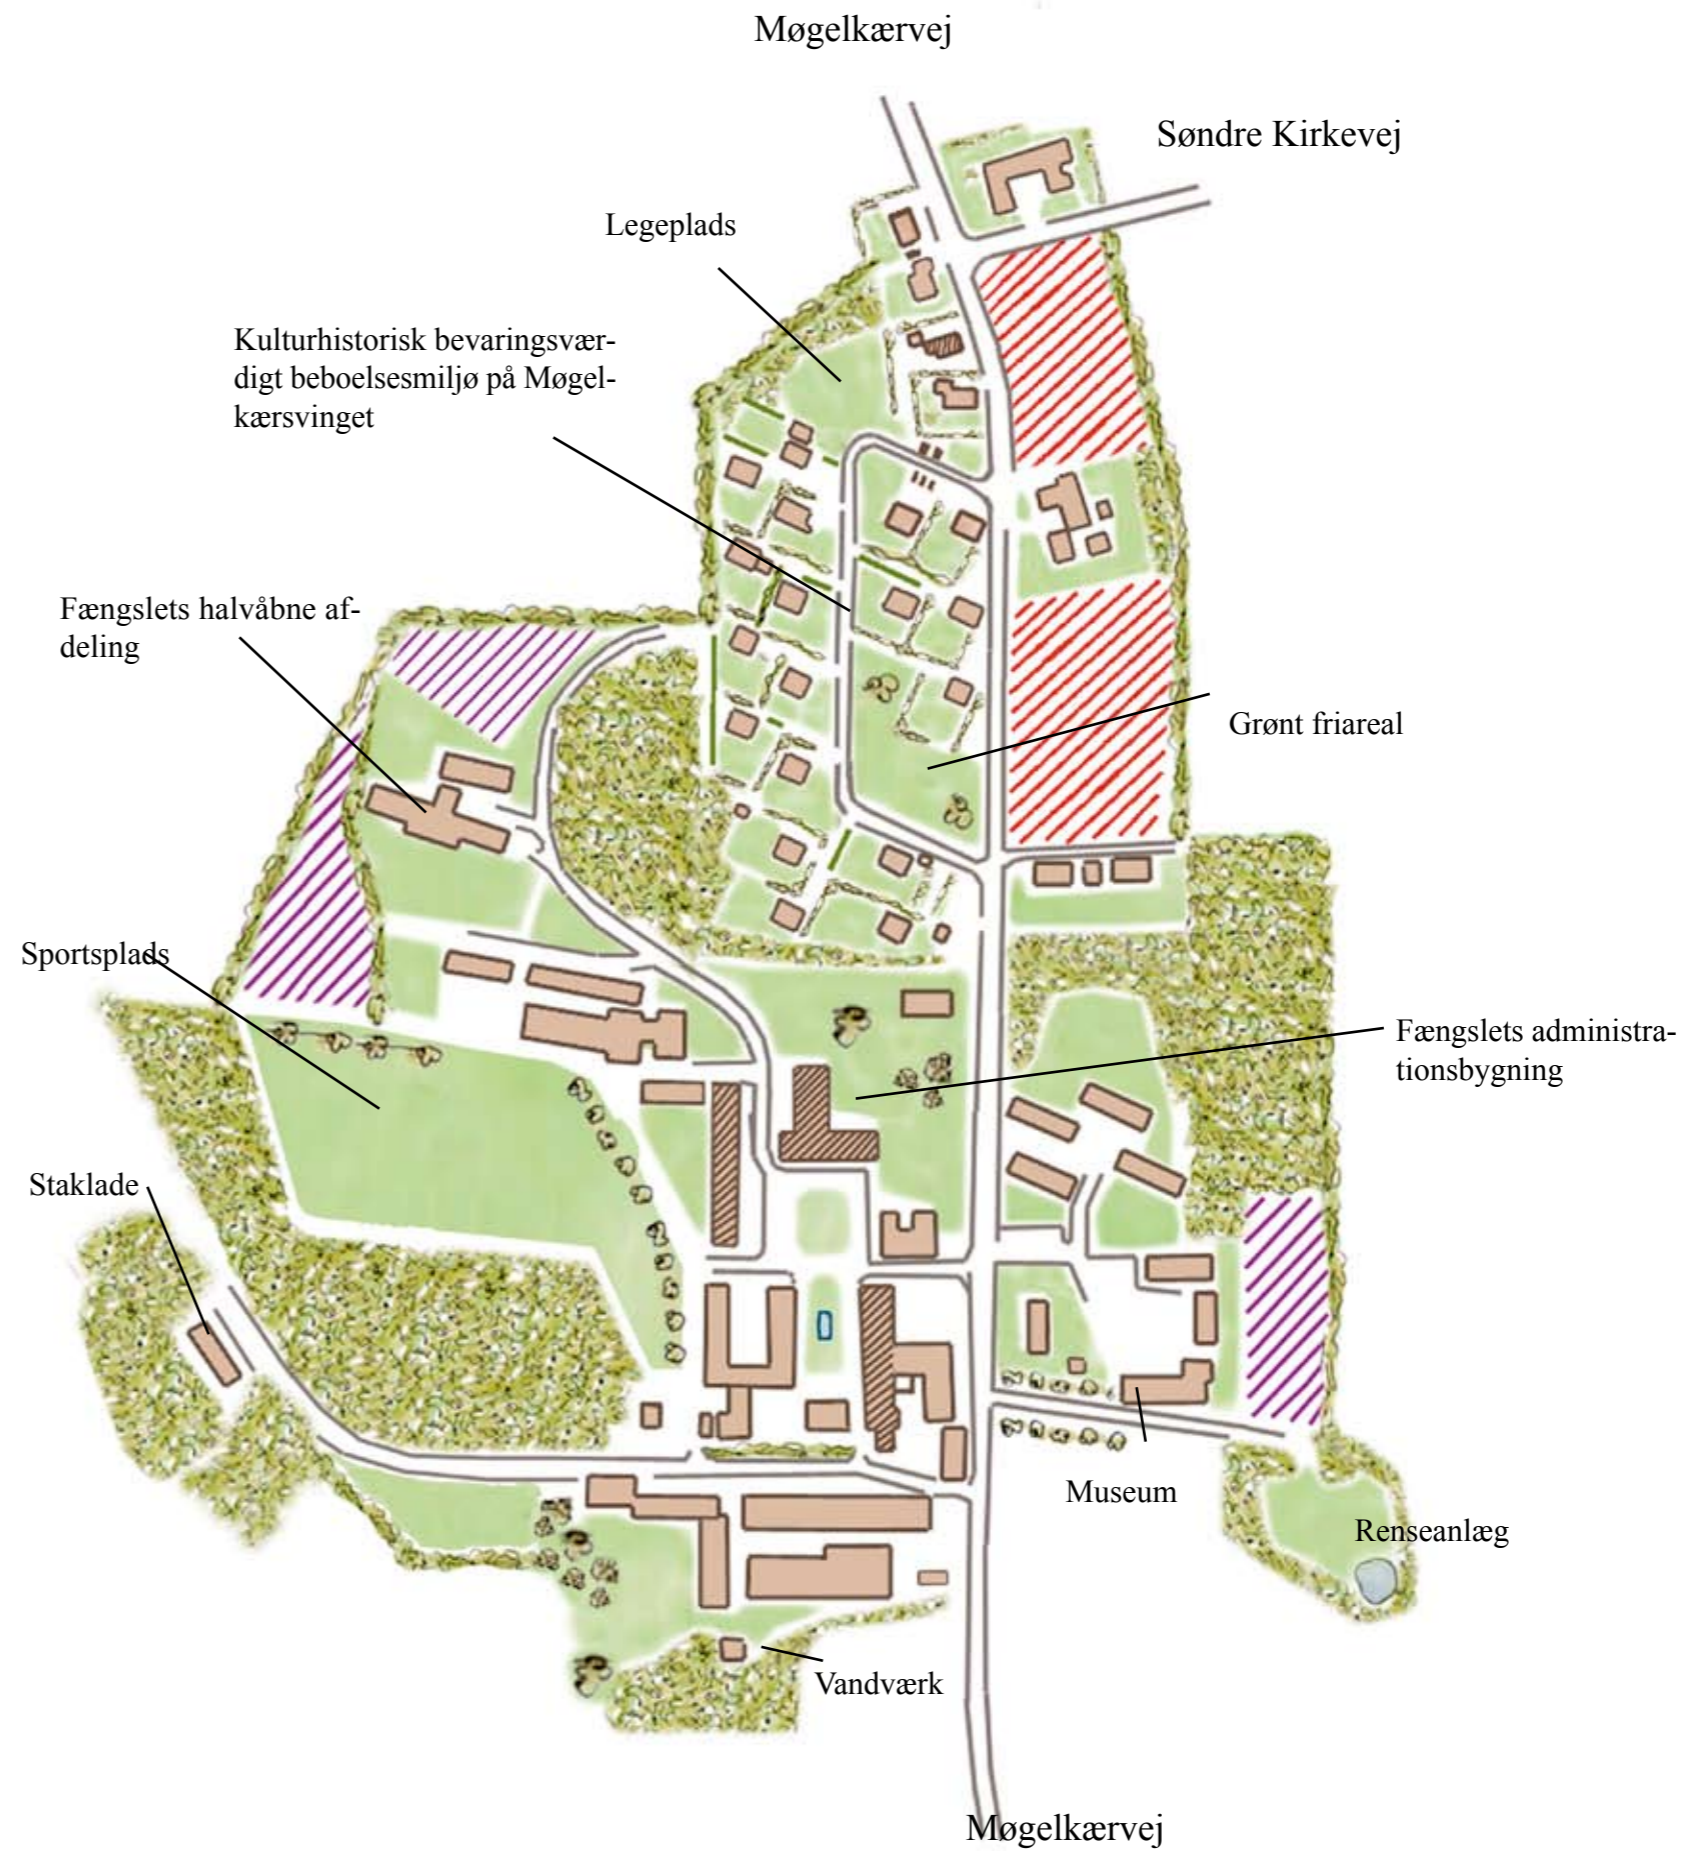 Møgelkærvej
Søndre Kirkevej
Legeplads
Kulturhistorisk bevaringsvær-
digt beboelsesmiljø på Møgel-
kærsvinget
Fængslets halvåbne af-
deling
Grønt friareal
Sportsplads
Fængslets administra-
tionsbygning
Staklade
Museum
Renseanlæg
Vandværk
Møgelkærvej